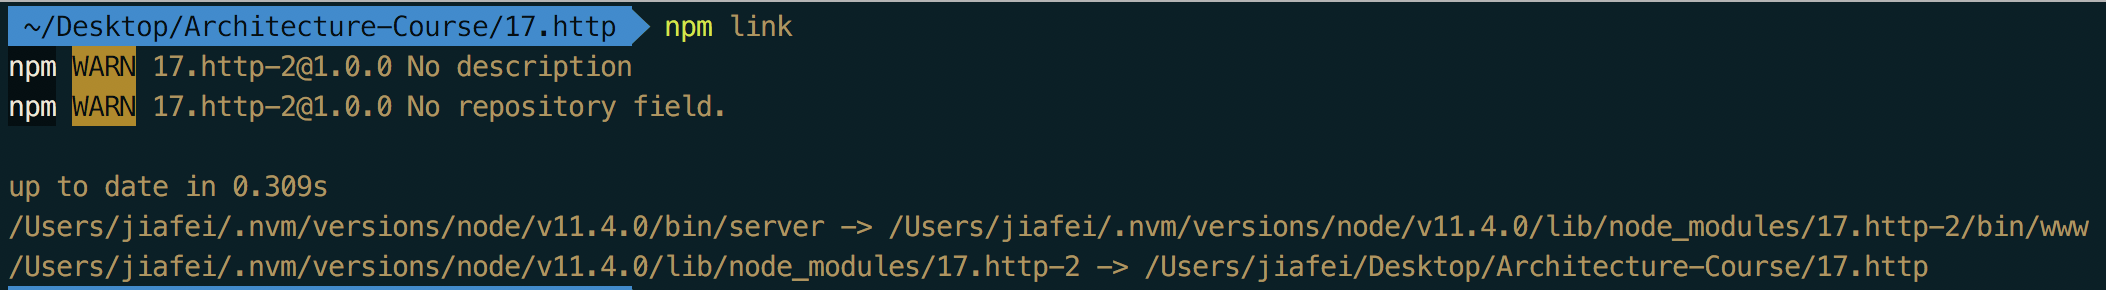 ~/Desktop/Architecture-Course/17.http npm link
npm WARN 17.http-2@1.0.0 No description
npm WARN 17.http-2@1.0.0 No repository field.
up to date in 0.309s
/Users/jiafei/.nvm/versions/node/v11.4.0/bin/server -> /Users/jiafei/.nvm/versions/node/v11.4.0/lib/node_modules/17.http-2/bin/www
/Users/jiafei/.nvm/versions/node/v11.4.0/lib/node_modules/17.http-2 -> /Users/jiafei/Desktop/Architecture-Course/17.http